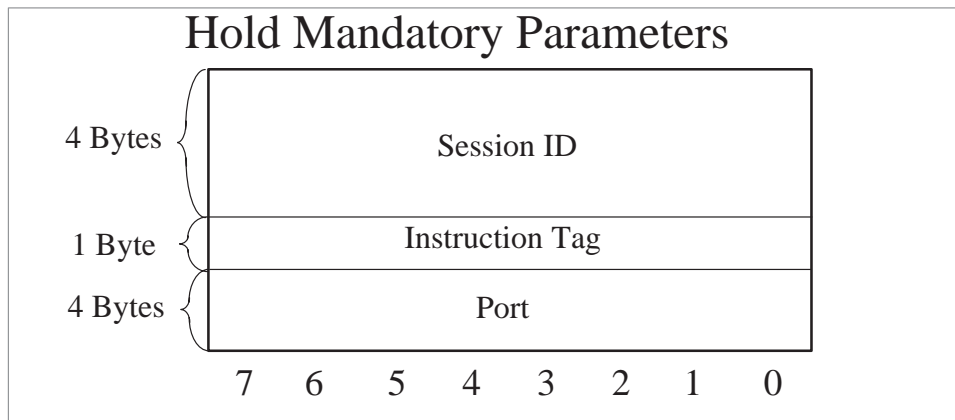 Hold Mandatory Parameters
4 Bytes
Session ID
1 Byte
Instruction Tag
4 Bytes
Port
7 6 5 4 3 2 1 0